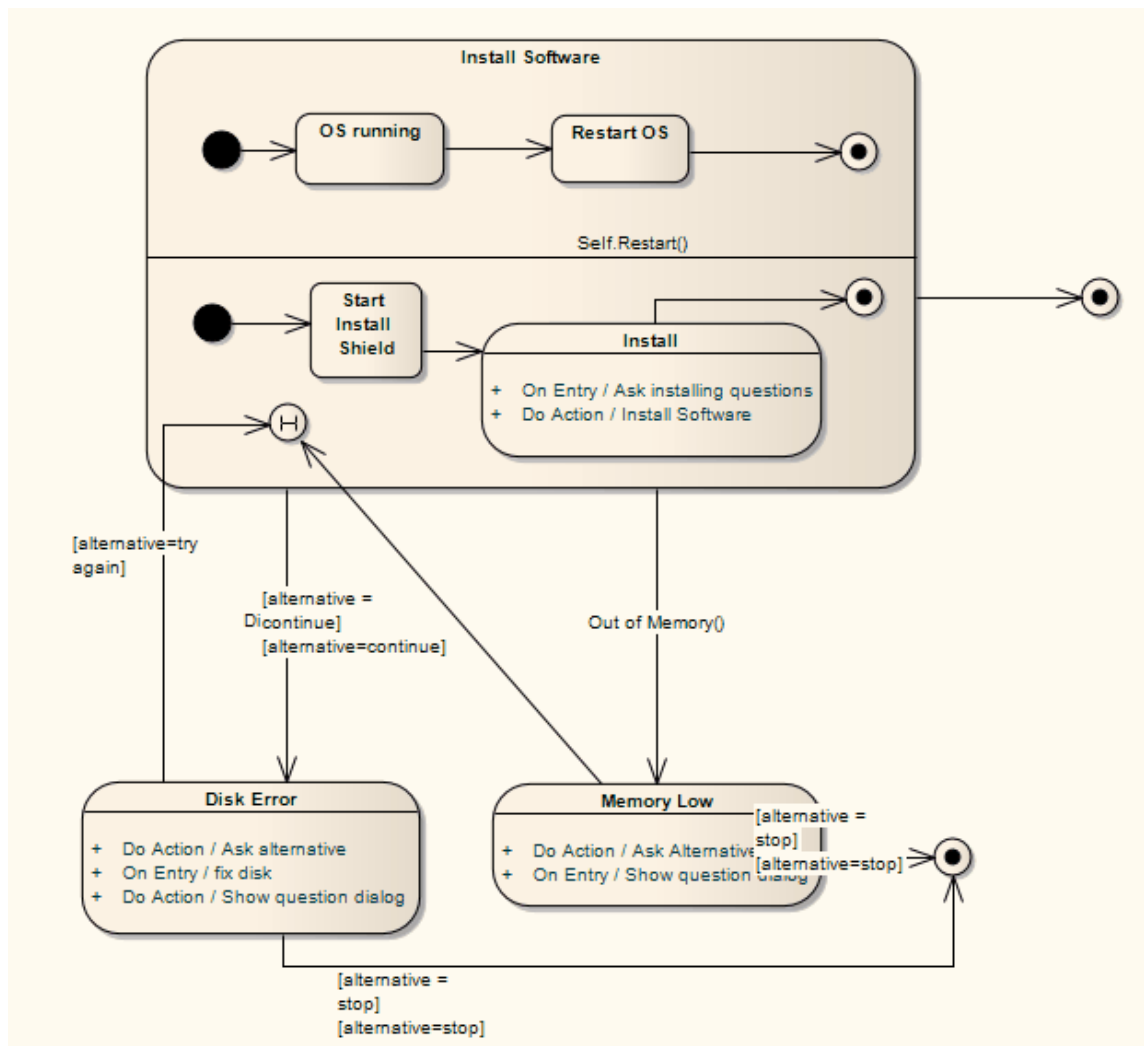 Install Software
OS running
Restart OS
Self.Restart()
Start
Install
Shield
Install
+ On Entry / Ask installing questions
+ Do Action / Install Software
H
[alternative=try
again]
[alternative =
Dicontinue]
[alternative=continue]
Out of Memory()
Disk Error
+ Do Action / Ask alternative
+ On Entry / fix disk
+ Do Action / Show question dialog
Memory Low
+ Do Action / Ask Alternative
+ On Entry / Show question dialog
[alternative =
stop]
[alternative=stop]
[alternative =
stop]
[alternative=stop]